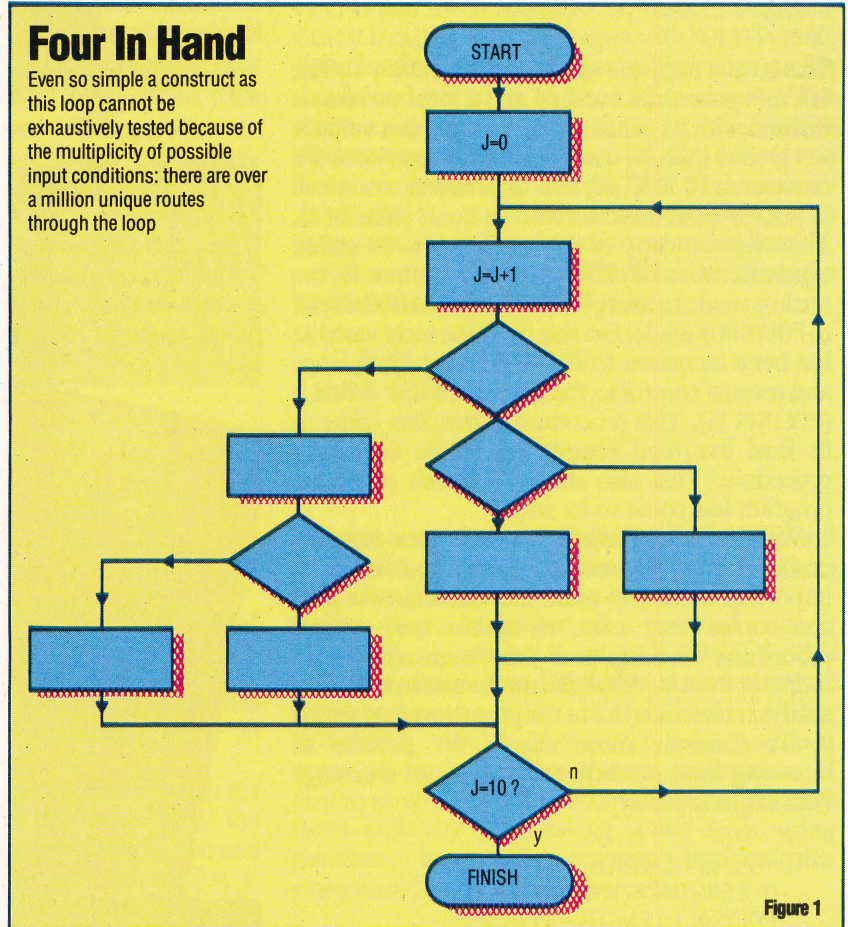 Four In Hand
Even so simple a construct as
this loop cannot be
exhaustively tested because of
the multiplicity of possible
input conditions: there are over
a million unique routes
through the loop
START
J=0
J=J+1
J=10 ?
n
y
FINISH
Figure 1